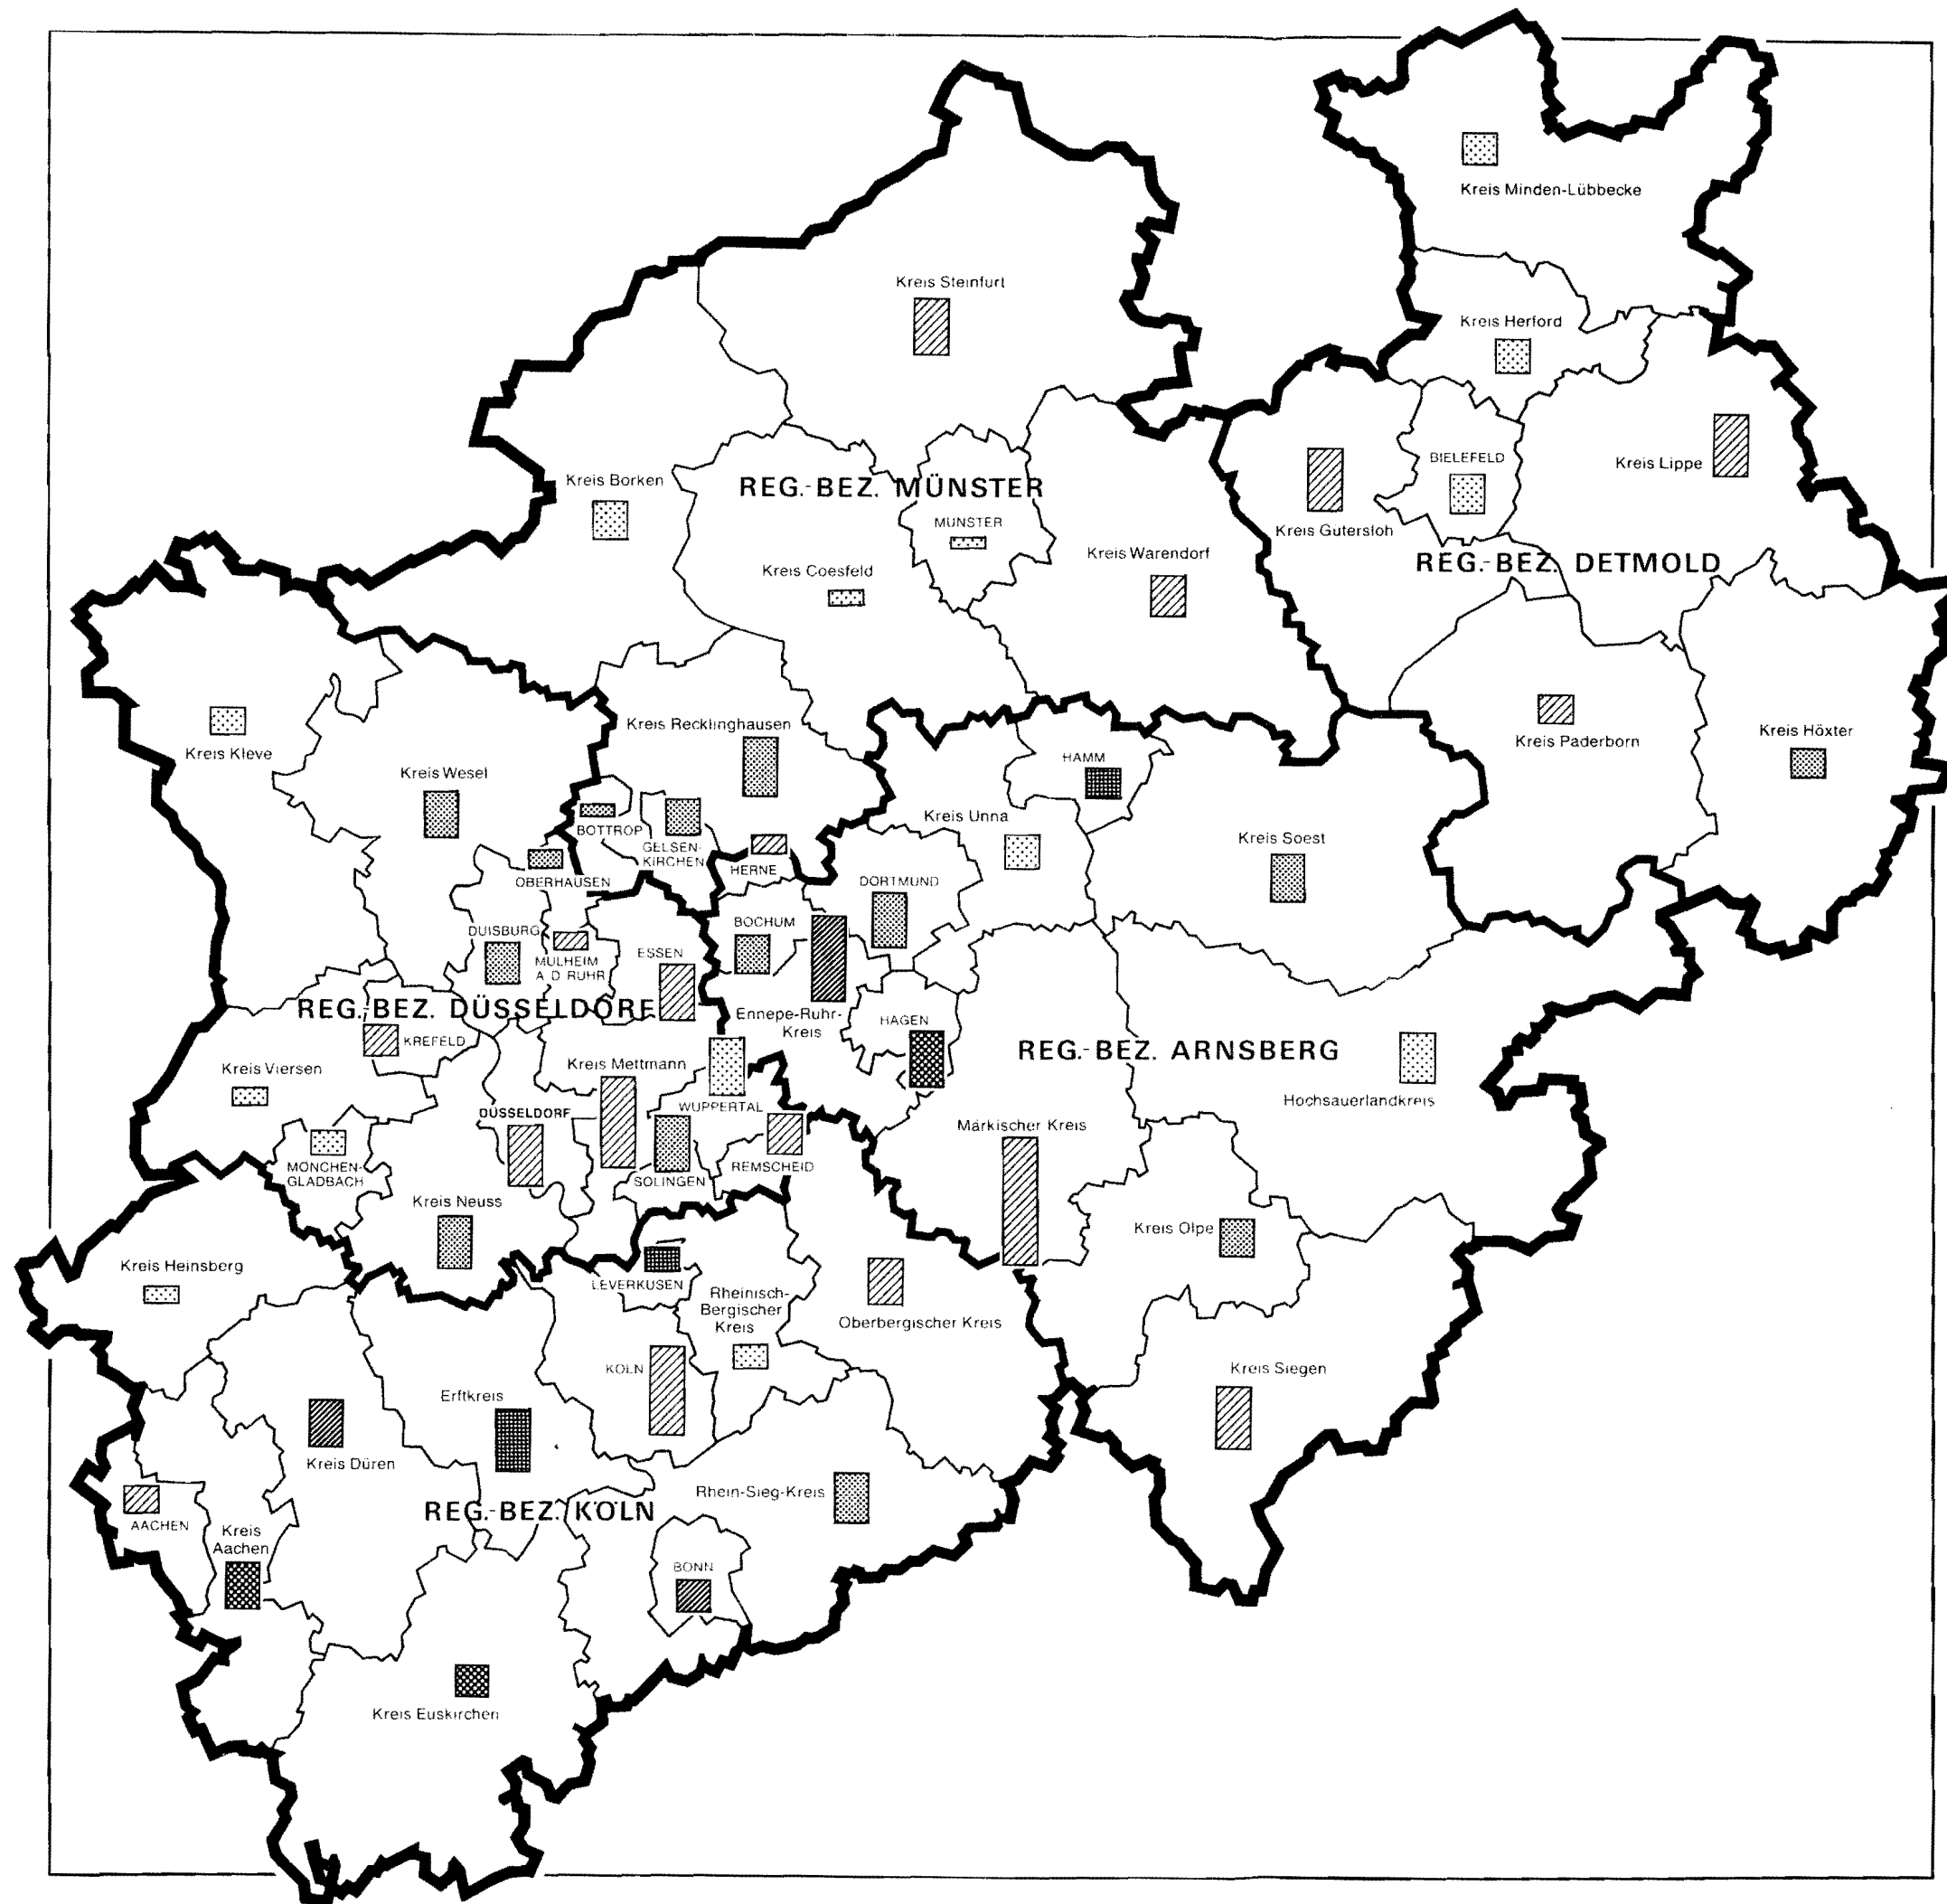 Kreis Minden-Lübbecke
Kreis Steinfurt
Kreis Herford
Kreis Borken
REG.-BEZ. MÜNSTER
MÜNSTER
BIELEFELD
Kreis Lippe
Kreis Gutersloh
Kreis Warendorf
REG.-BEZ. DETMOLD
Kreis Coesfeld
Kreis Kleve
Kreis Recklinghausen
Kreis Wesel
HAMM
Kreis Paderborn
Kreis Höxter
Kreis Unna
Kreis Soest
BOTTROP
GELSEN-
KIRCHEN
HERNE
OBERHAUSEN
DORTMUND
DUISBURG
MÜLHEIM
A D RUHR
ESSEN
BOCHUM
REG.-BEZ. DÜSSELDORF
Ennepe-Ruhr-
Kreis
HAGEN
KREFELD
Kreis Viersen
Kreis Mettmann
REG.-BEZ. ARNSBERG
Hochsauerlandkreis
DÜSSELDORF
WUPPERTAL
Märkischer Kreis
MÖNCHEN-
GLADBACH
SOLINGEN
REMSCHEID
Kreis Neuss
Kreis Olpe
Kreis Heinsberg
LEVERKUSEN
Rheinisch-
Bergischer
Kreis
Oberbergischer Kreis
KÖLN
Kreis Siegen
Erftkreis
Kreis Düren
Rhein-Sieg-Kreis
REG.-BEZ. KÖLN
AACHEN
Kreis
Aachen
BONN
Kreis Euskirchen